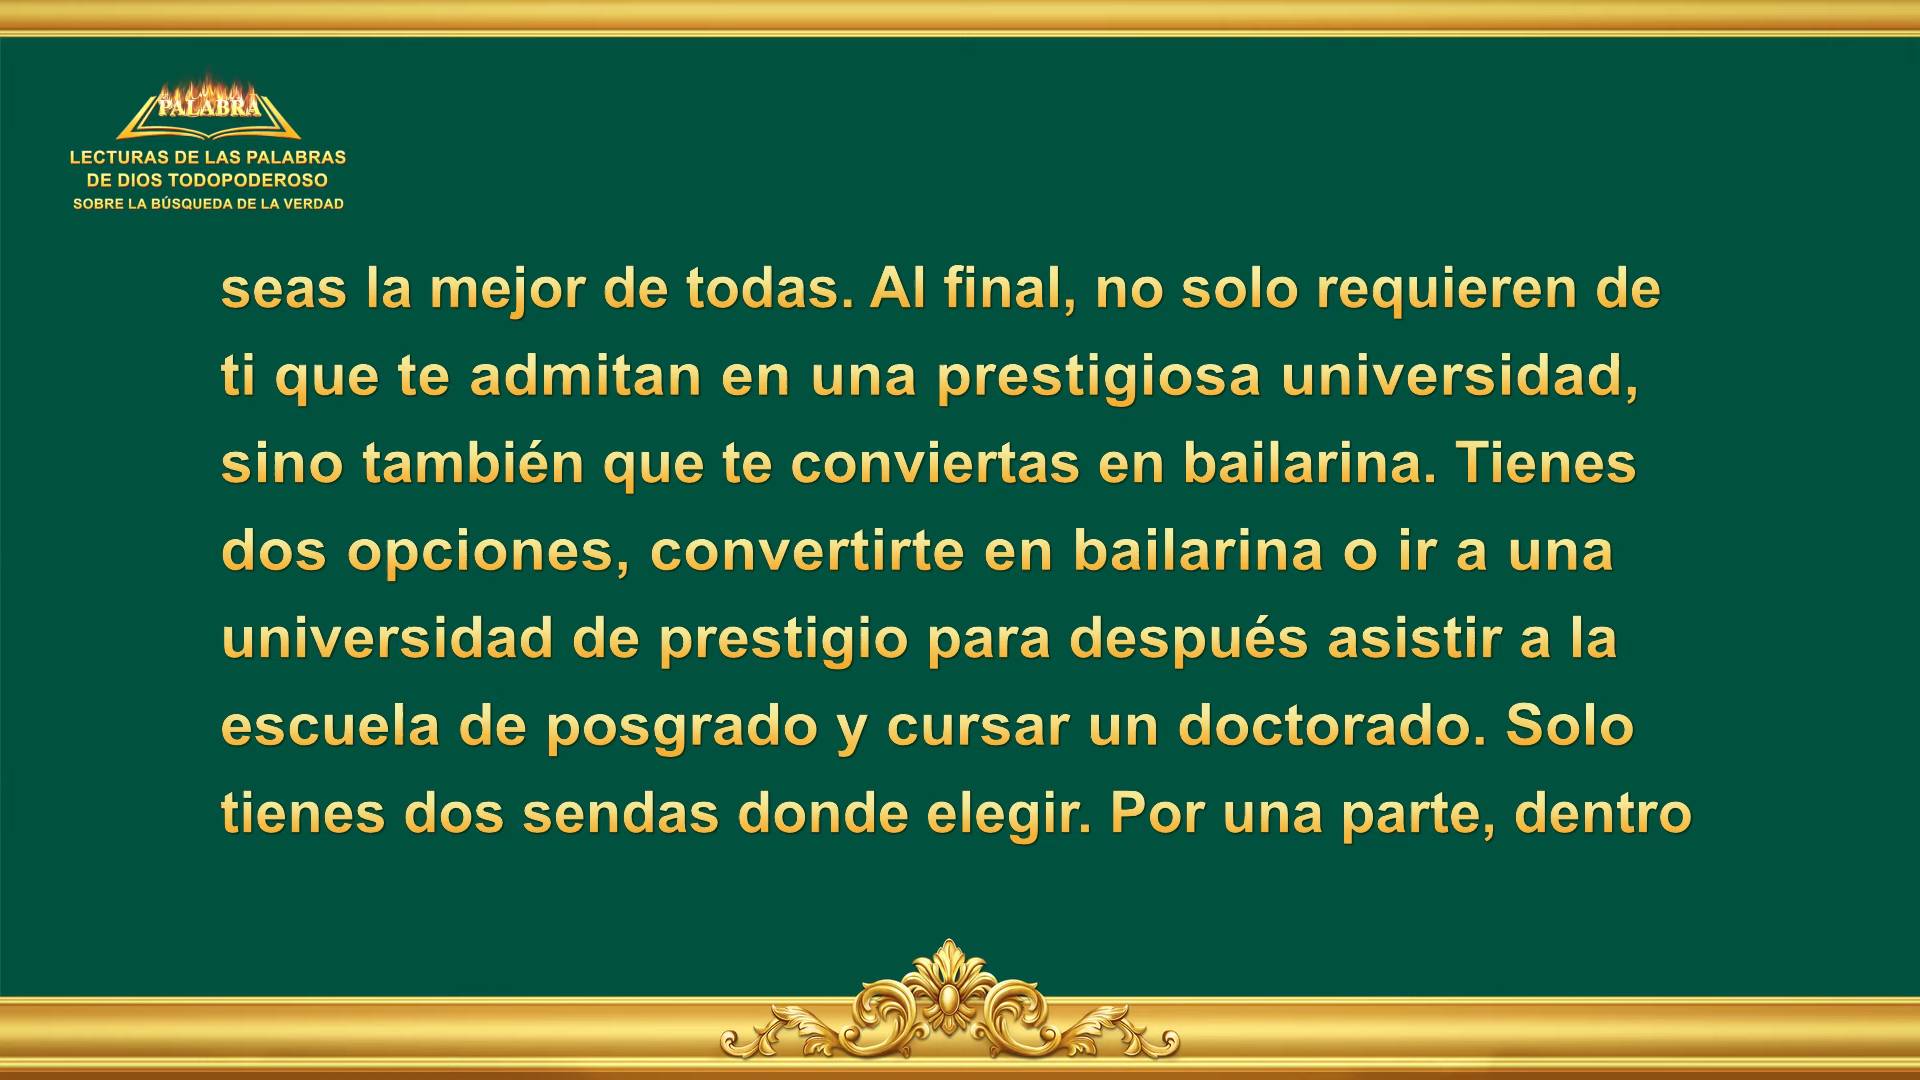 PALABRA
LECTURAS DE LAS PALABRAS
DE DIOS TODOPODEROSO
SOBRE LA BÚSQUEDA DE LA VERDAD
seas la mejor de todas. Al final, no solo requieren de
ti que te admitan en una prestigiosa universidad,
sino también que te conviertas en bailarina. Tienes
dos opciones, convertirte en bailarina o ir a una
universidad de prestigio para después asistir a la
escuela de posgrado y cursar un doctorado. Solo
tienes dos sendas donde elegir. Por una parte, dentro